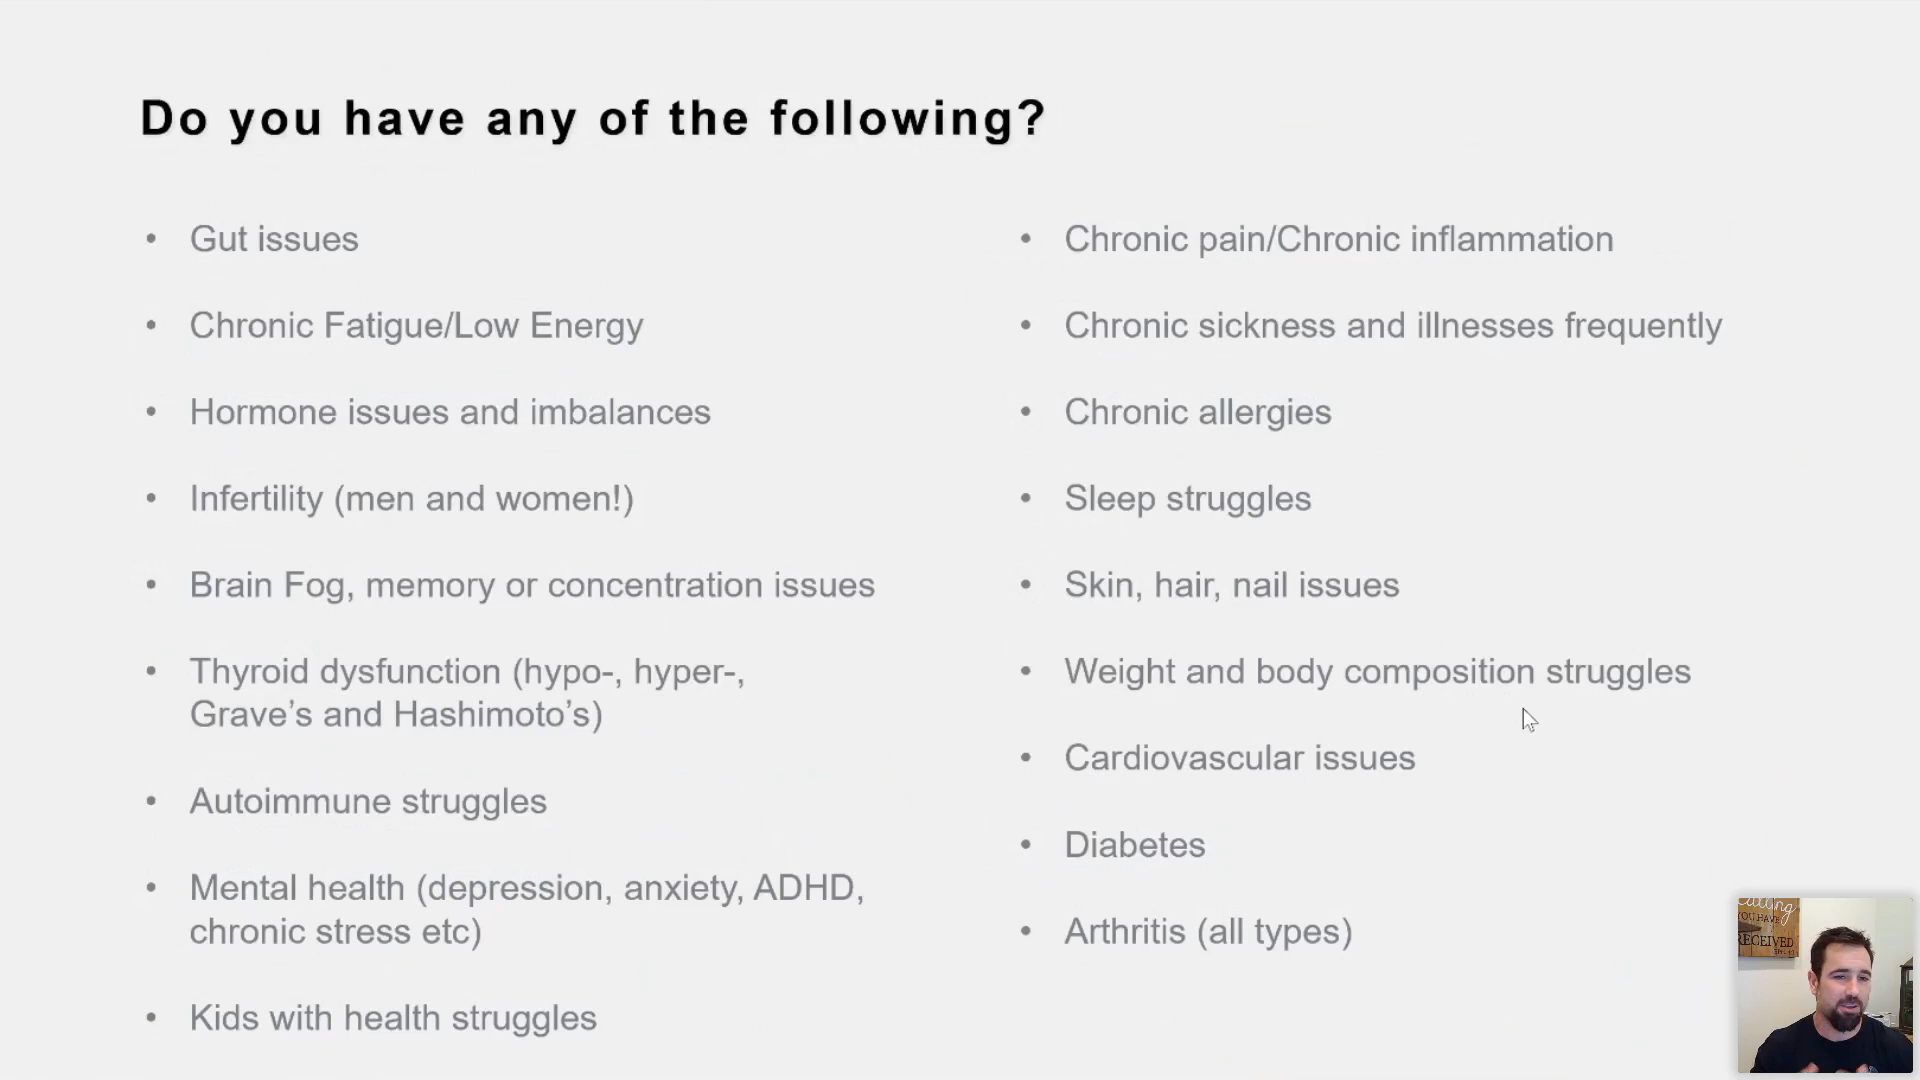 Do you have any of the following?
• Gut issues
• Chronic Fatigue/Low Energy
• Hormone issues and imbalances
• Infertility (men and women!)
• Brain Fog, memory or concentration issues
• Thyroid dysfunction (hypo-, hyper-,
Grave’s and Hashimoto’s)
• Autoimmune struggles
• Mental health (depression, anxiety, ADHD,
chronic stress etc)
• Kids with health struggles
• Chronic pain/Chronic inflammation
• Chronic sickness and illnesses frequently
• Chronic allergies
• Sleep struggles
• Skin, hair, nail issues
• Weight and body composition struggles
• Cardiovascular issues
• Diabetes
• Arthritis (all types)
calling
YOU HAVE
RECEIVED